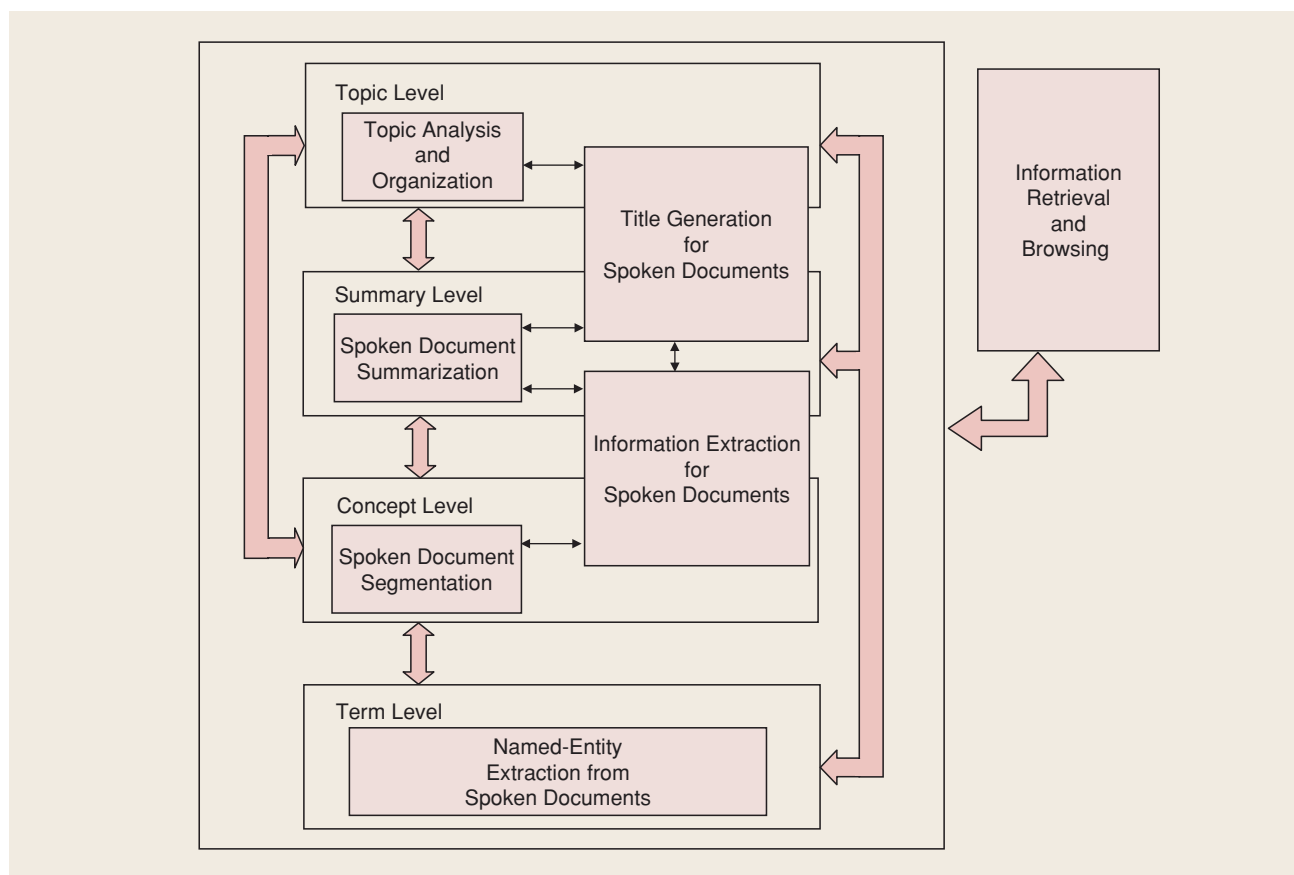 Topic Level
Topic Analysis
and
Organization
Title Generation
for
Spoken Documents
Summary Level
Spoken Document
Summarization
Information Extraction
for
Spoken Documents
Concept Level
Spoken Document
Segmentation
Term Level
Named-Entity
Extraction from
Spoken Documents
Information
Retrieval
and
Browsing